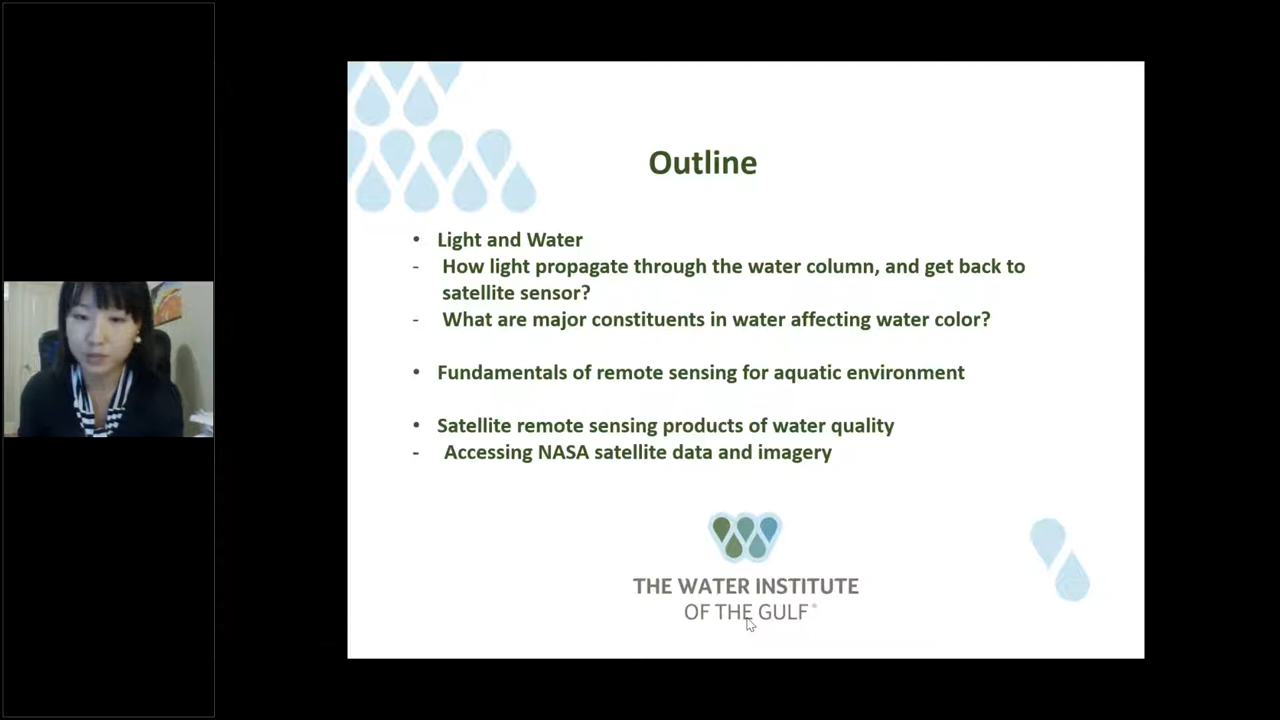 Outline
• Light and Water
- How light propagate through the water column, and get back to
satellite sensor?
- What are major constituents in water affecting water color?
• Fundamentals of remote sensing for aquatic environment
• Satellite remote sensing products of water quality
- Accessing NASA satellite data and imagery
THE WATER INSTITUTE
OF THE GULF®